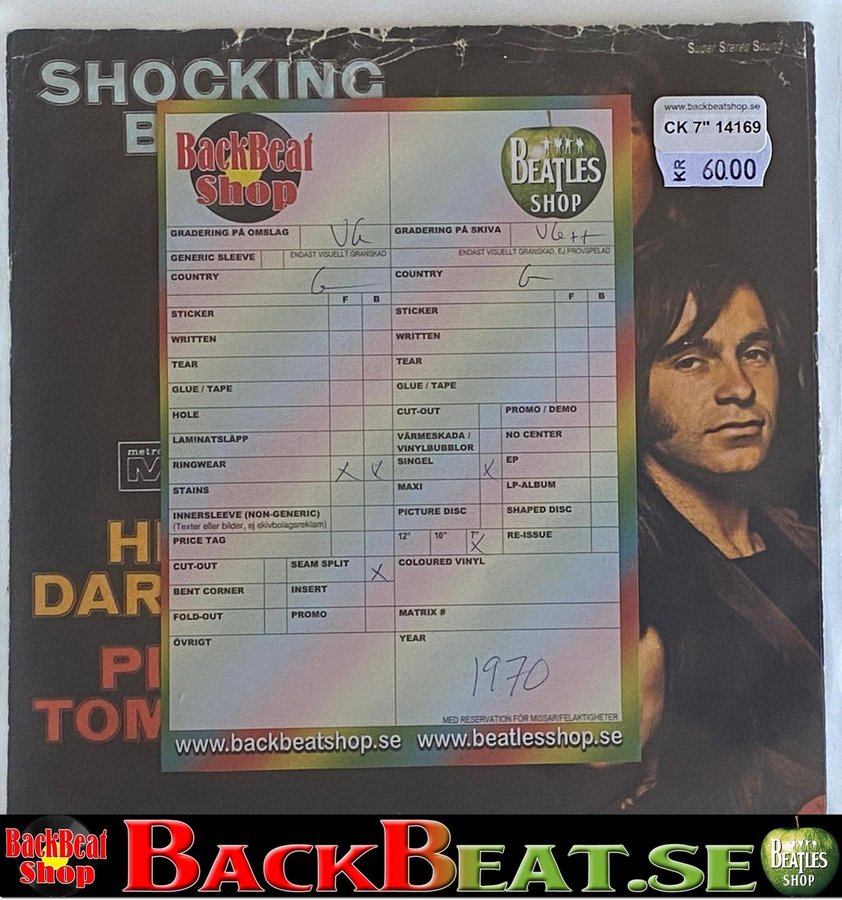 SHOCKING
B
Super Stereo Sound
www.backbeatshop.se
CK 7" 14169
KR 60.00
BackBeat
Shop
BEATLES
SHOP
GRADERING PÅ OMSLAG VG
GRADERING PÅ SKIVA VG++
GENERIC SLEEVE ENDAST VISUELLT GRANSKAD
ENDAST VISUELLT GRANSKAD, EJ PROVSPELAD
COUNTRY G
COUNTRY G
F B
F B
STICKER
STICKER
WRITTEN
WRITTEN
TEAR
TEAR
GLUE / TAPE
GLUE / TAPE
HOLE
CUT-OUT PROMO / DEMO
LAMINATSLÄPP
VÄRMESKADA /
VINYLBUBBLOR NO CENTER
RINGWEAR X X
SINGEL X EP
STAINS
MAXI LP-ALBUM
INNERSLEEVE (NON-GENERIC)
(Texter eller bilder, ej skivbolagsreklam)
PICTURE DISC SHAPED DISC
PRICE TAG
12" 10" 7" X RE-ISSUE
CUT-OUT SEAM SPLIT X
COLOURED VINYL
BENT CORNER INSERT
FOLD-OUT PROMO
MATRIX #
ÖVRIGT
YEAR
1970
MED RESERVATION FÖR MISSAR/FELAKTIGHETER
www.backbeatshop.se www.beatlesshop.se
metro
M
H
DAR
P
TOM
BackBeat
Shop
BACKBEAT.SE
BEATLES
SHOP